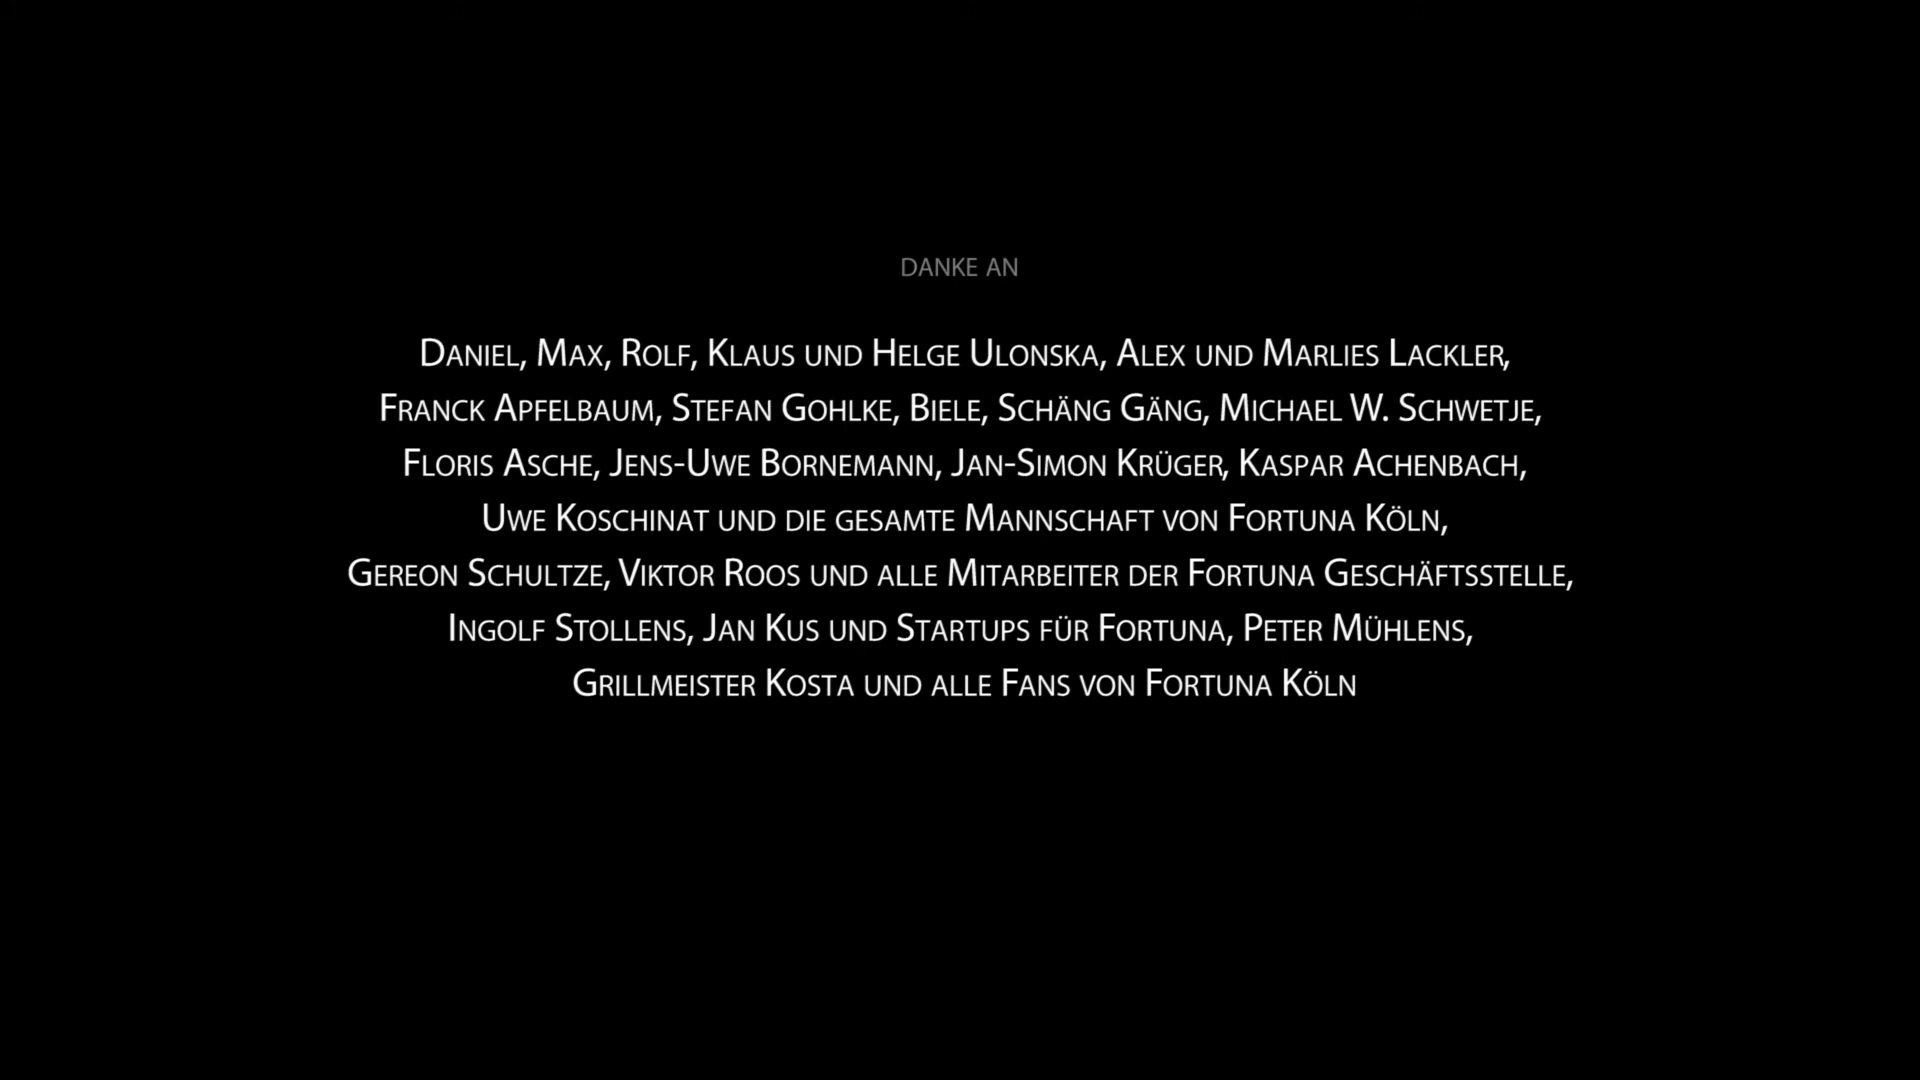 DANKE AN
Daniel, Max, Rolf, Klaus und Helge Ulonska, Alex und Marlies Lackler,
Franck Apfelbaum, Stefan Gohlke, Biele, Schäng Gäng, Michael W. Schwetje,
Floris Asche, Jens-Uwe Bornemann, Jan-Simon Krüger, Kaspar Achenbach,
Uwe Koschinat und die gesamte Mannschaft von Fortuna Köln,
Gereon Schultze, Viktor Roos und alle Mitarbeiter der Fortuna Geschäftsstelle,
Ingolf Stollens, Jan Kus und Startups für Fortuna, Peter Mühlens,
Grillmeister Kosta und alle Fans von Fortuna Köln